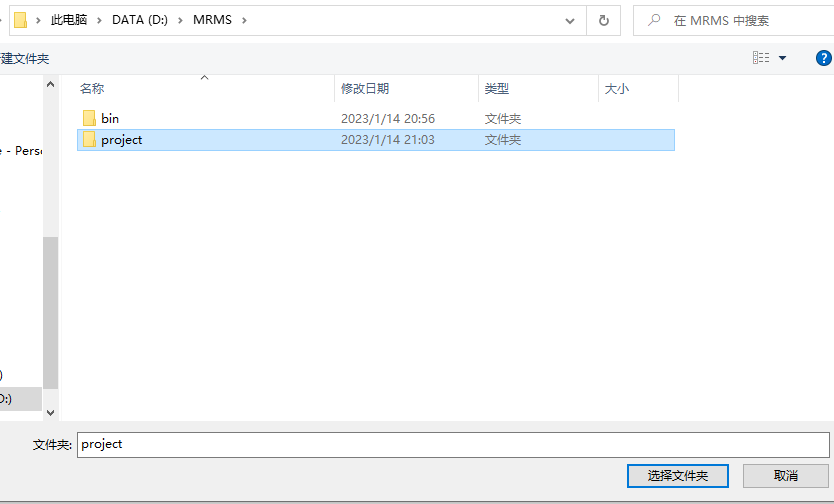 此电脑 › DATA (D:) › MRMS ›
在 MRMS 中搜索
建文件夹
名称 修改日期 类型 大小
bin 2023/1/14 20:56 文件夹
project 2023/1/14 21:03 文件夹
e - Perso
)
D:)
文件夹: project
选择文件夹 取消